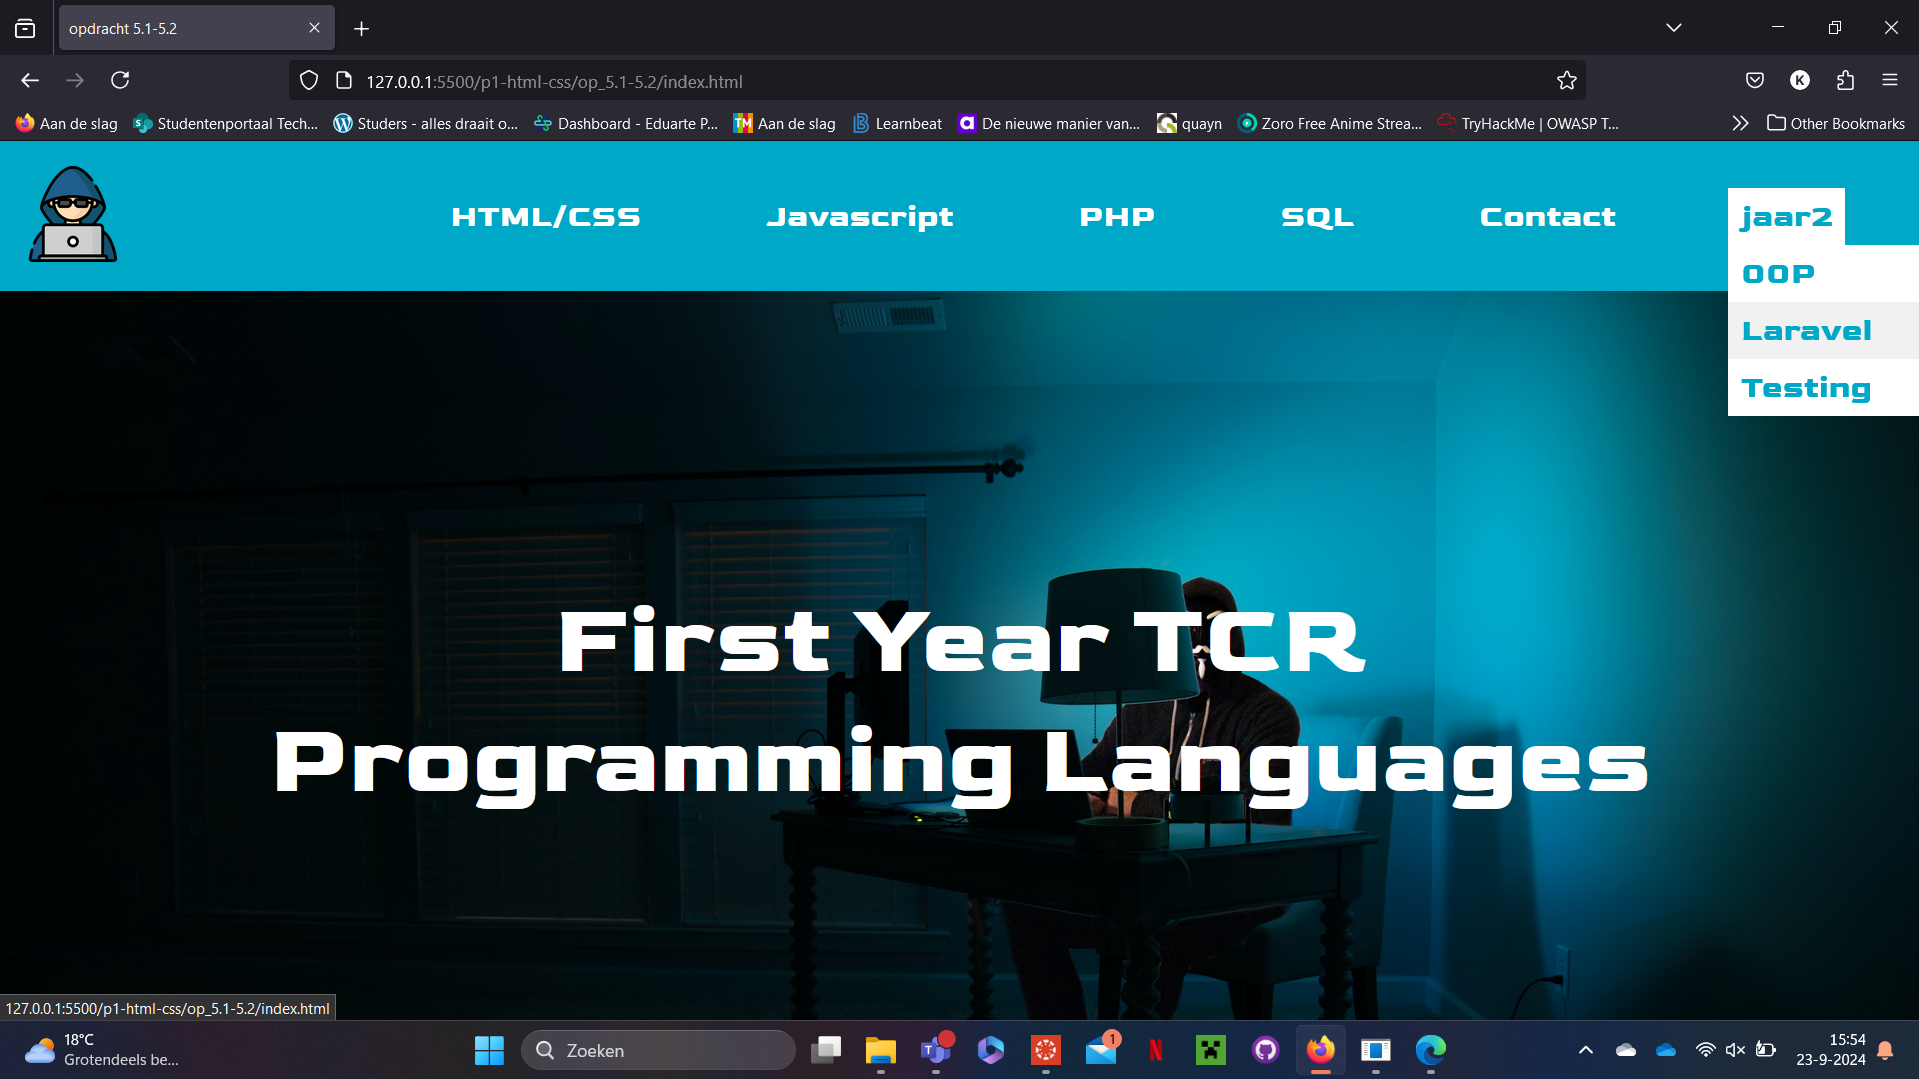 opdracht 5.1-5.2
127.0.0.1:5500/p1-html-css/op_5.1-5.2/index.html
K
Aan de slag
Studentenportaal Tech...
Studers - alles draait o...
Dashboard - Eduarte P...
TM Aan de slag
Learnbeat
a De nieuwe manier van...
quayn
Zoro Free Anime Strea...
TryHackMe | OWASP T...
Other Bookmarks
HTML/CSS
Javascript
PHP
SQL
Contact
jaar2
OOP
Laravel
Testing
First Year TCR
Programming Languages
127.0.0.1:5500/p1-html-css/op_5.1-5.2/index.html
18°C
Grotendeels be...
Zoeken
1
N
15:54
23-9-2024